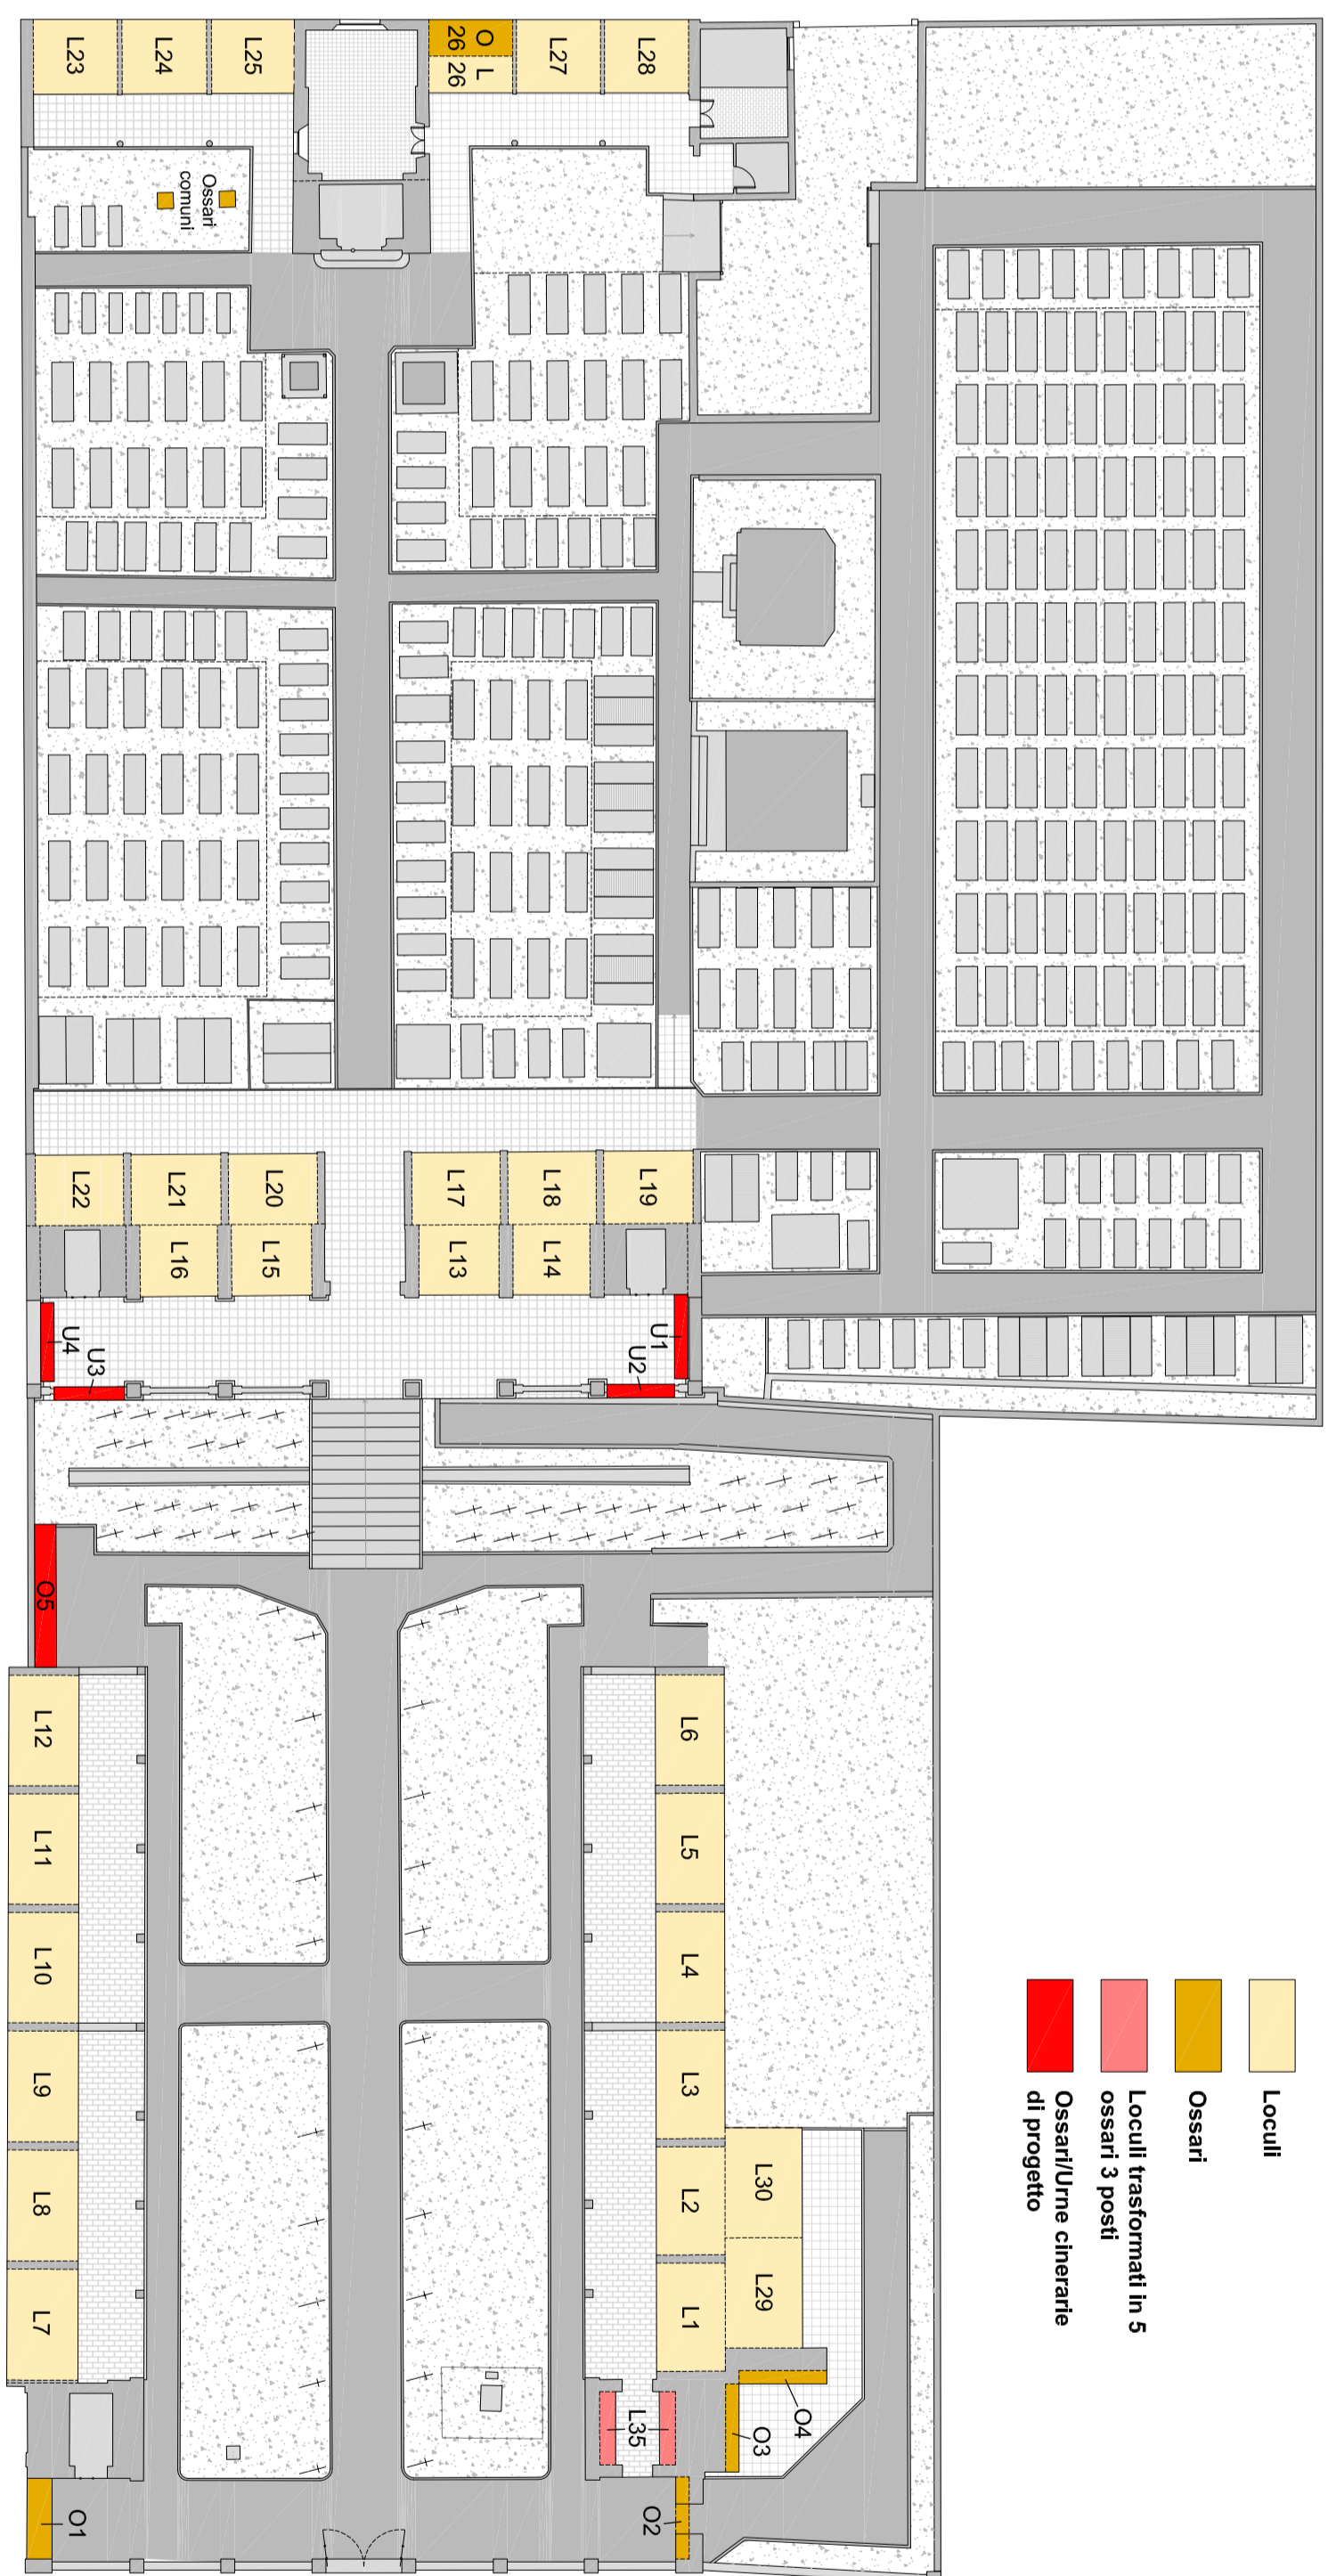 Loculi
Ossari
Loculi trasformati in 5
ossari 3 posti
Ossari/Urne cinerarie
di progetto
L28
L27
L
26
O
26
L25
L24
L23
Ossari
comuni
L19
L18
L17
L20
L21
L22
L14
L13
L15
L16
U1
U2
U3
U4
O5
L6
L5
L4
L3
L2
L1
L30
L29
L12
L11
L10
L9
L8
L7
L35
O4
O3
O2
O1